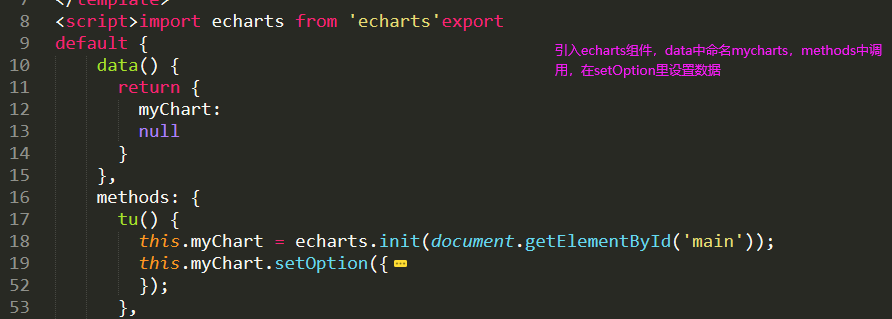 7 </template>
8 <script>import echarts from 'echarts'export
9 default {
10 data() {
11 return {
12 myChart:
13 null
14 }
15 },
16 methods: {
17 tu() {
18 this.myChart = echarts.init(document.getElementById('main'));
19 this.myChart.setOption({
52 });
53 },
引入echarts组件，data中命名mycharts，methods中调
用，在setOption里设置数据